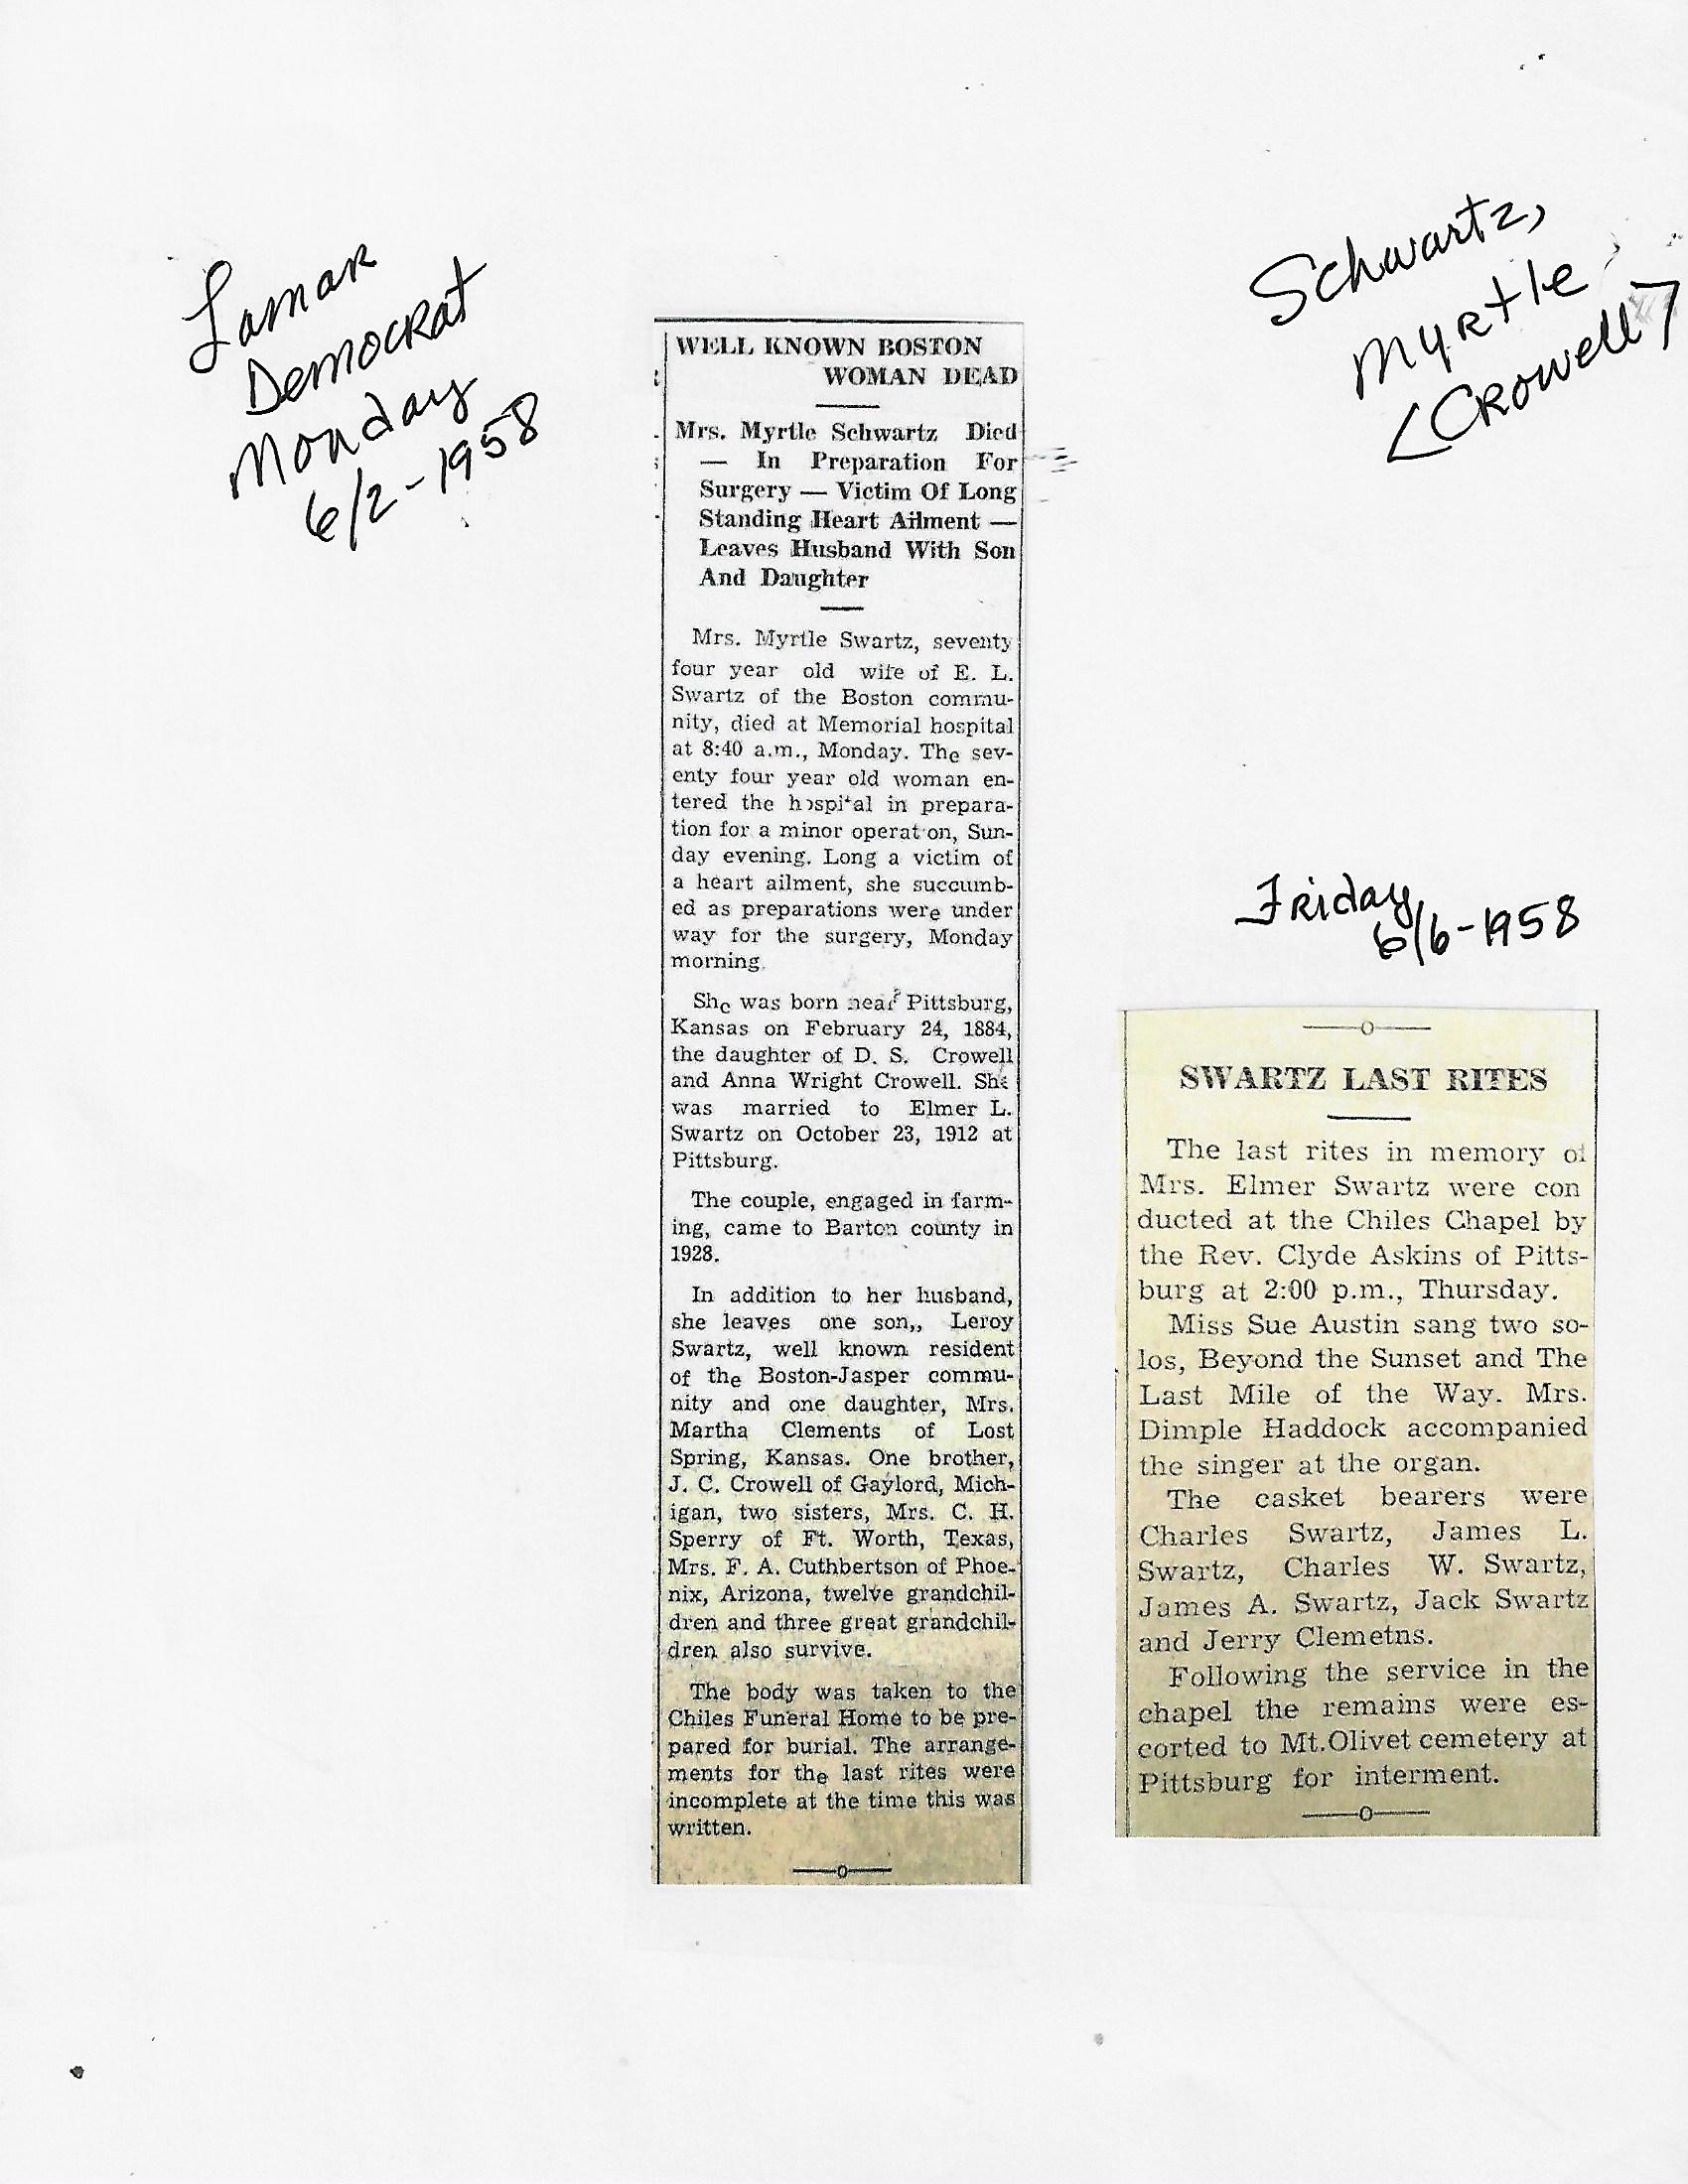 Lamar
Democrat
Monday
6/2-1958
Schwartz,
Myrtle
<Crowell>
WELL KNOWN BOSTON
WOMAN DEAD
Mrs. Myrtle Schwartz Died
— In Preparation For
Surgery — Victim Of Long
Standing Heart Ailment —
Leaves Husband With Son
And Daughter
Mrs. Myrtle Swartz, seventy
four year old wife of E. L.
Swartz of the Boston commu-
nity, died at Memorial hospital
at 8:40 a.m., Monday. The sev-
enty four year old woman en-
tered the hospital in prepara-
tion for a minor operat on, Sun-
day evening. Long a victim of
a heart ailment, she succumb-
ed as preparations were under
way for the surgery, Monday
morning.
She was born near Pittsburg,
Kansas on February 24, 1884,
the daughter of D. S. Crowell
and Anna Wright Crowell. She
was married to Elmer L.
Swartz on October 23, 1912 at
Pittsburg.
The couple, engaged in farm-
ing, came to Barton county in
1928.
In addition to her husband,
she leaves one son,, Leroy
Swartz, well known resident
of the Boston-Jasper commu-
nity and one daughter, Mrs.
Martha Clements of Lost
Spring, Kansas. One brother,
J. C. Crowell of Gaylord, Mich-
igan, two sisters, Mrs. C. H.
Sperry of Ft. Worth, Texas,
Mrs. F. A. Cuthbertson of Phoe-
nix, Arizona, twelve grandchil-
dren and three great grandchil-
dren also survive.
The body was taken to the
Chiles Funeral Home to be pre-
pared for burial. The arrange-
ments for the last rites were
incomplete at the time this was
written.
—o—
Friday
6/6-1958
—o—
SWARTZ LAST RITES
The last rites in memory of
Mrs. Elmer Swartz were con
ducted at the Chiles Chapel by
the Rev. Clyde Askins of Pitts-
burg at 2:00 p.m., Thursday.
Miss Sue Austin sang two so-
los, Beyond the Sunset and The
Last Mile of the Way. Mrs.
Dimple Haddock accompanied
the singer at the organ.
The casket bearers were
Charles Swartz, James L.
Swartz, Charles W. Swartz,
James A. Swartz, Jack Swartz
and Jerry Clemetns.
Following the service in the
chapel the remains were es-
corted to Mt.Olivet cemetery at
Pittsburg for interment.
—o—